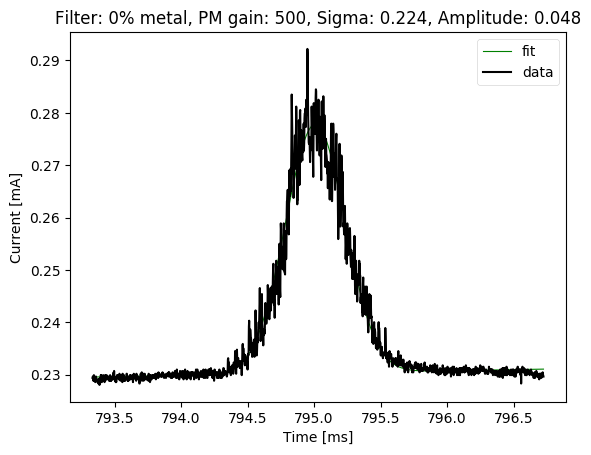 Filter: 0% metal, PM gain: 500, Sigma: 0.224, Amplitude: 0.048
fit
data
0.29
0.28
0.27
0.26
0.25
0.24
0.23
Current [mA]
793.5 794.0 794.5 795.0 795.5 796.0 796.5
Time [ms]